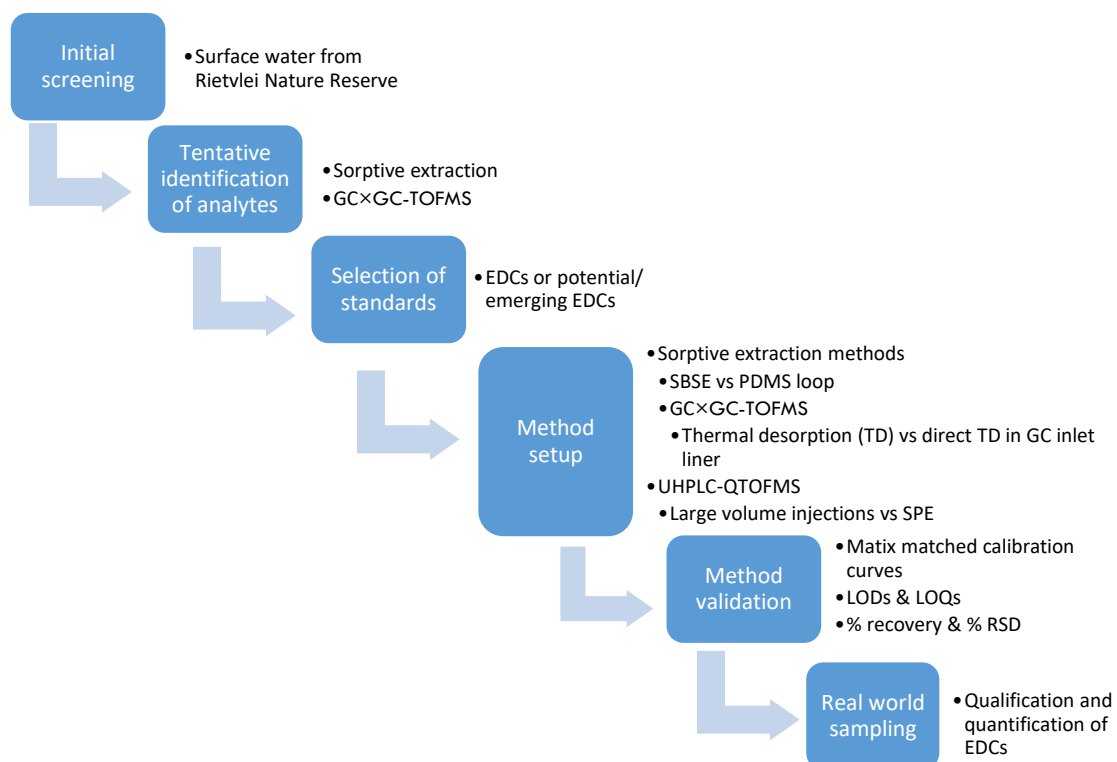 Initial
screening
•Surface water from
Rietvlei Nature Reserve
Tentative
identification
of analytes
•Sorptive extraction
•GC×GC-TOFMS
Selection of
standards
•EDCs or potential/
emerging EDCs
Method
setup
•Sorptive extraction methods
•SBSE vs PDMS loop
•GC×GC-TOFMS
•Thermal desorption (TD) vs direct TD in GC inlet
liner
•UHPLC-QTOFMS
•Large volume injections vs SPE
Method
validation
•Matix matched calibration
curves
•LODs & LOQs
•% recovery & % RSD
Real world
sampling
•Qualification and
quantification of
EDCs